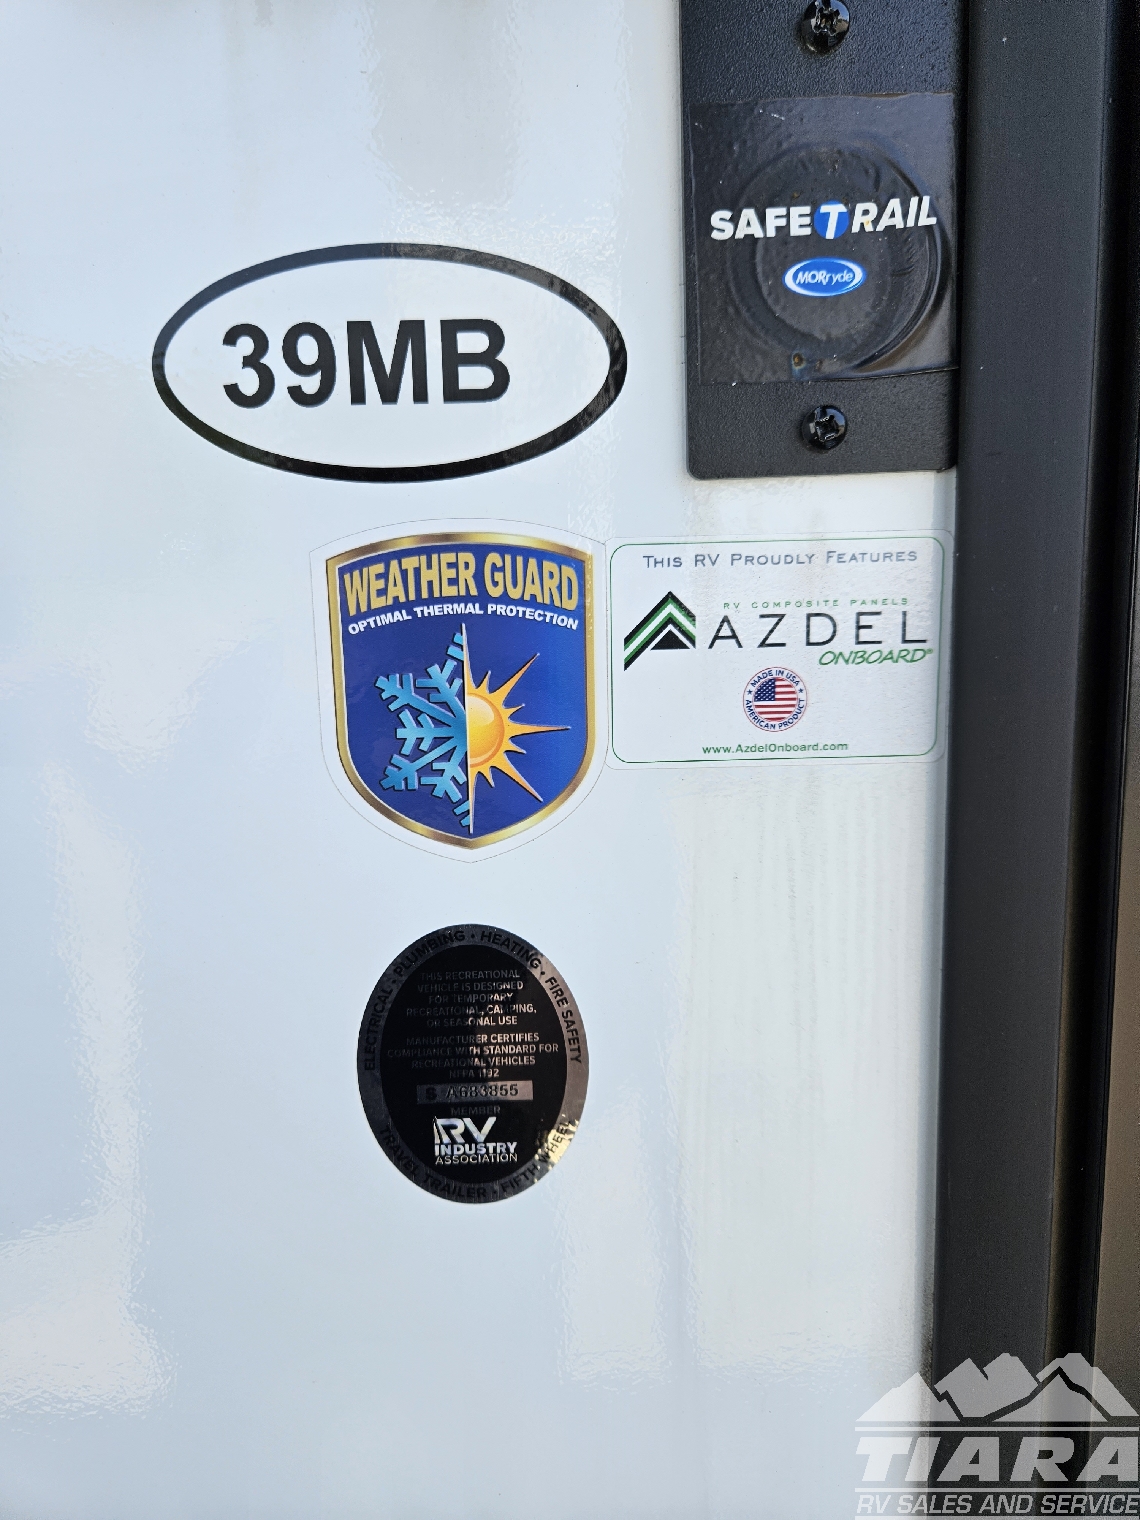 SAFETRAIL
MORryde
39MB
WEATHER GUARD
OPTIMAL THERMAL PROTECTION
THIS RV PROUDLY FEATURES
RV COMPOSITE PANELS
AZDEL
ONBOARD®
MADE IN USA
AMERICAN PRODUCT
www.AzdelOnboard.com
ELECTRICAL • PLUMBING • HEATING • FIRE SAFETY
THIS RECREATIONAL
VEHICLE IS DESIGNED
FOR TEMPORARY
RECREATIONAL, CAMPING,
OR SEASONAL USE
MANUFACTURER CERTIFIES
COMPLIANCE WITH STANDARD FOR
RECREATIONAL VEHICLES
NFPA 1192
S A683855
MEMBER
RV
INDUSTRY
ASSOCIATION
TRAVEL TRAILER • FIFTH WHEEL
TIARA
RV SALES AND SERVICE